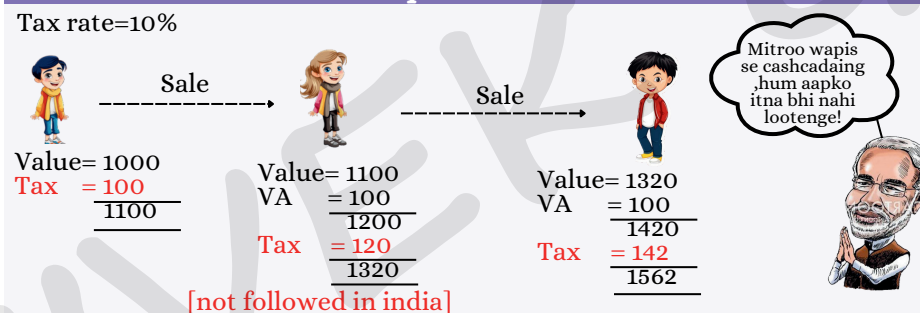 Tax rate=10%
Sale
Sale
Mitroo wapis
se cashcadaing
,hum aapko
itna bhi nahi
lootenge!
Value= 1000
Tax = 100
1100
Value= 1100
VA = 100
1200
Tax = 120
1320
[not followed in india]
Value= 1320
VA = 100
1420
Tax = 142
1562